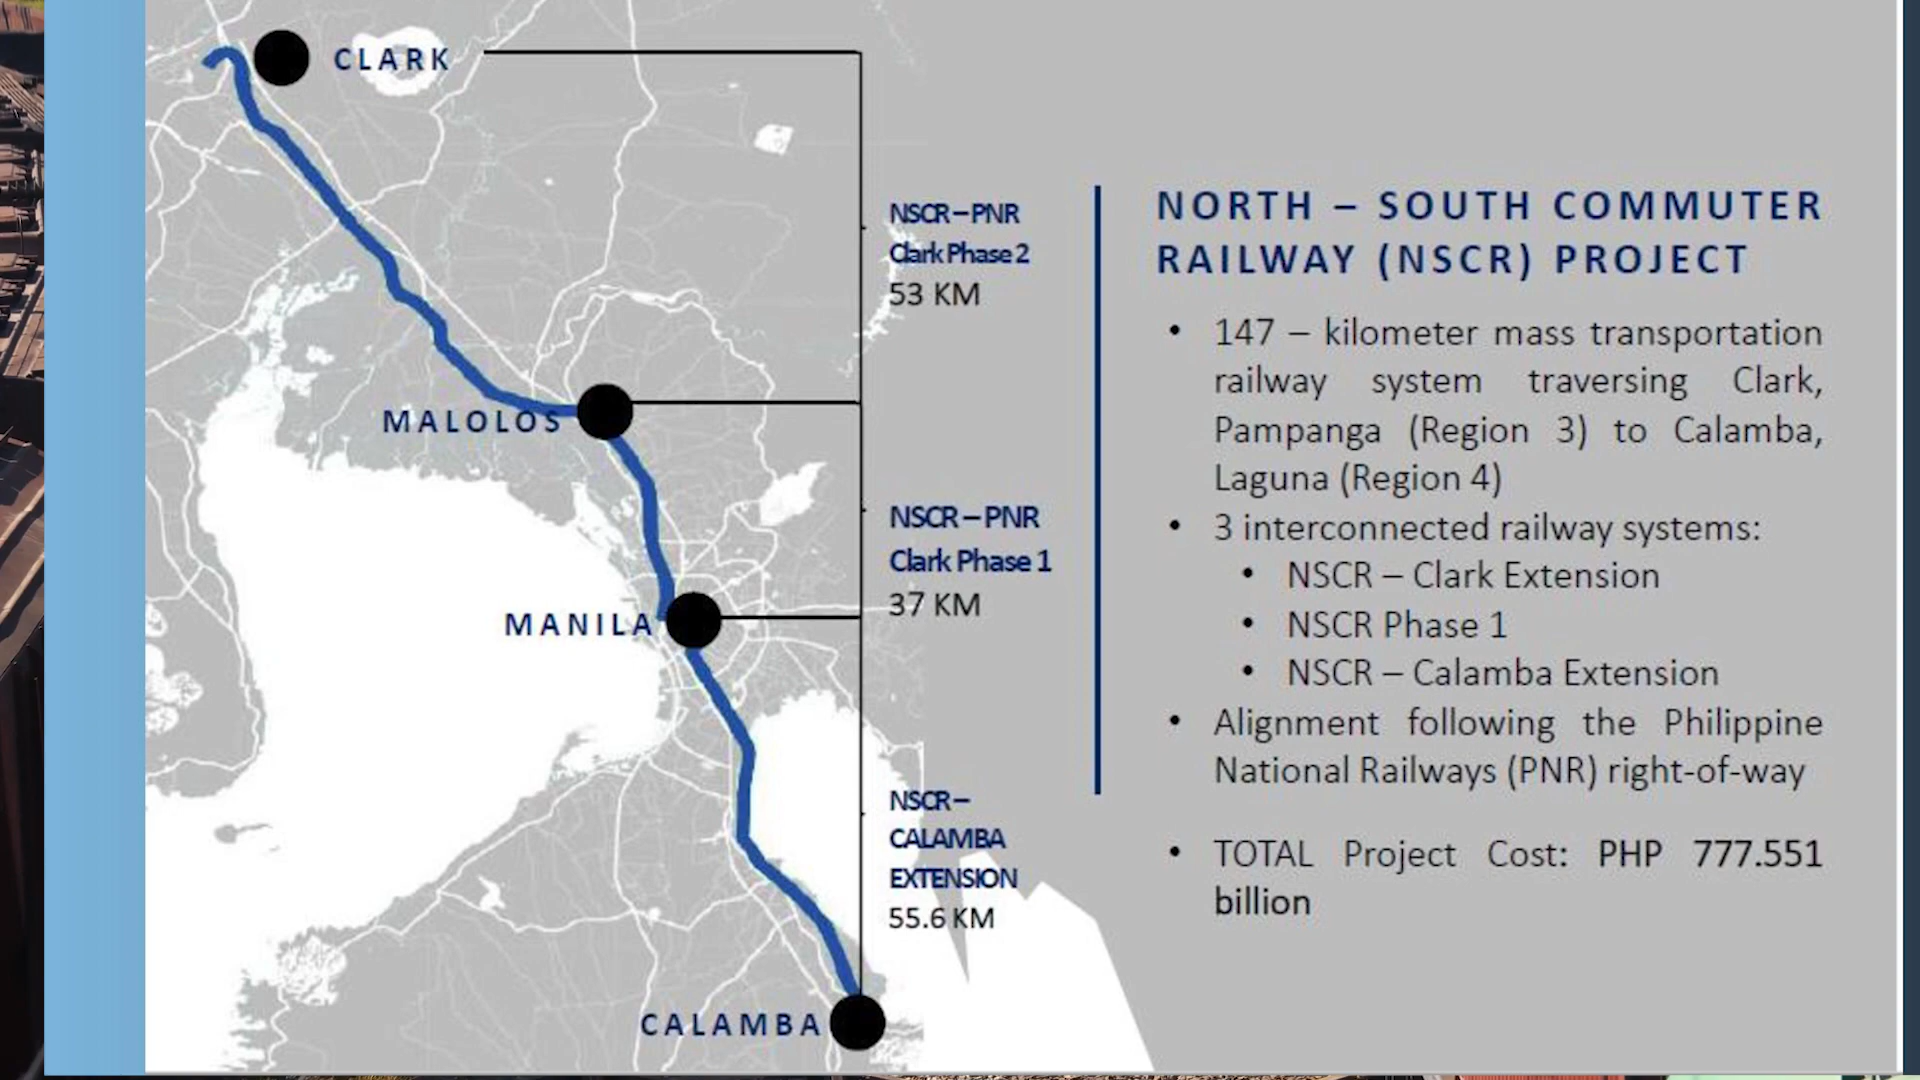 CLARK
NSCR – PNR
Clark Phase 2
53 KM
MALOLOS
NSCR – PNR
Clark Phase 1
37 KM
MANILA
NSCR –
CALAMBA
EXTENSION
55.6 KM
CALAMBA
NORTH – SOUTH COMMUTER
RAILWAY (NSCR) PROJECT
• 147 – kilometer mass transportation
railway system traversing Clark,
Pampanga (Region 3) to Calamba,
Laguna (Region 4)
• 3 interconnected railway systems:
• NSCR – Clark Extension
• NSCR Phase 1
• NSCR – Calamba Extension
• Alignment following the Philippine
National Railways (PNR) right-of-way
• TOTAL Project Cost: PHP 777.551
billion